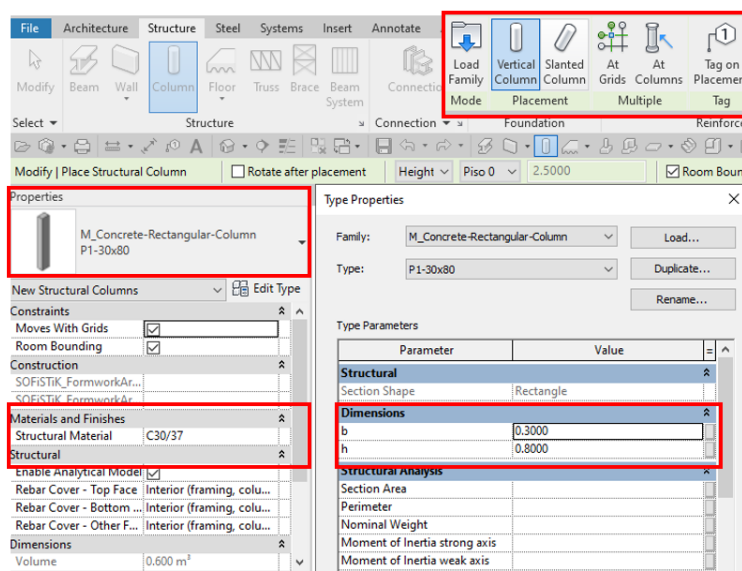 File Architecture Structure Steel Systems Insert Annotate
Modify Beam Wall Column Floor Truss Brace Beam System
Load Family Vertical Column Slanted Column At Grids At Columns Tag on
Mode Placement Multiple Tag
Select Structure Connection Foundation
Modify | Place Structural Column Rotate after placement Height Piso 0 2.5000
Properties
M_Concrete-Rectangular-Column
P1-30x80
New Structural Columns Edit Type
Constraints
Moves With Grids
Room Bounding
Construction
SOFiSTiK_FormworkAr...
SOFiSTiK_FormworkAr...
Materials and Finishes
Structural Material C30/37
Structural
Enable Analytical Model
Rebar Cover - Top Face Interior (framing, colu...
Rebar Cover - Bottom ... Interior (framing, colu...
Rebar Cover - Other F... Interior (framing, colu...
Dimensions
Volume 0.600 m³
Type Properties
Family: M_Concrete-Rectangular-Column Load...
Type: P1-30x80 Duplicate...
Rename...
Type Parameters
Parameter Value =
Structural
Section Shape Rectangle
Dimensions
b 0.3000
h 0.8000
Structural Analysis
Section Area
Perimeter
Nominal Weight
Moment of Inertia strong axis
Moment of Inertia weak axis